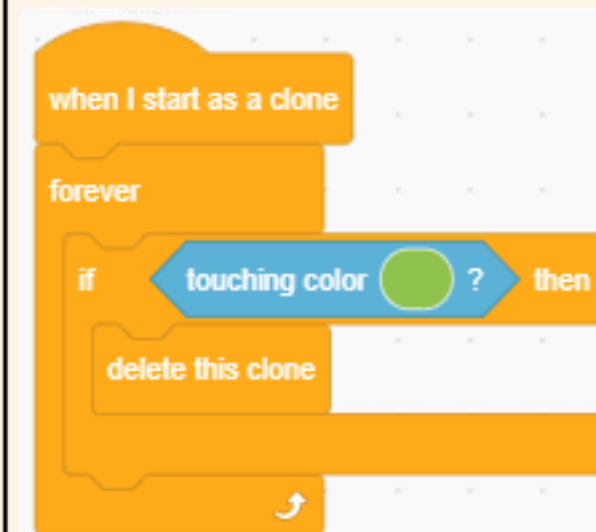 when I start as a clone
forever
if touching color ? then
delete this clone